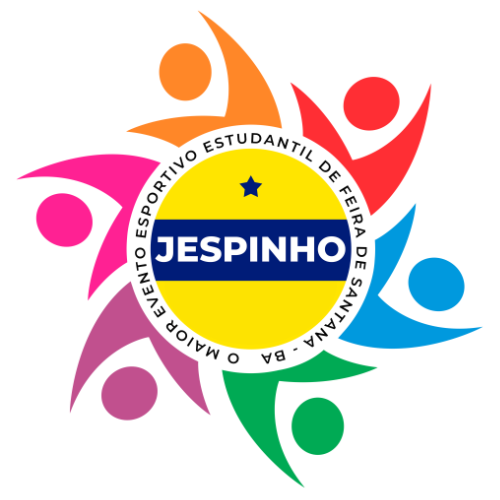 O MAIOR EVENTO ESPORTIVO ESTUDANTIL DE FEIRA DE SANTANA - BA
JESPINHO